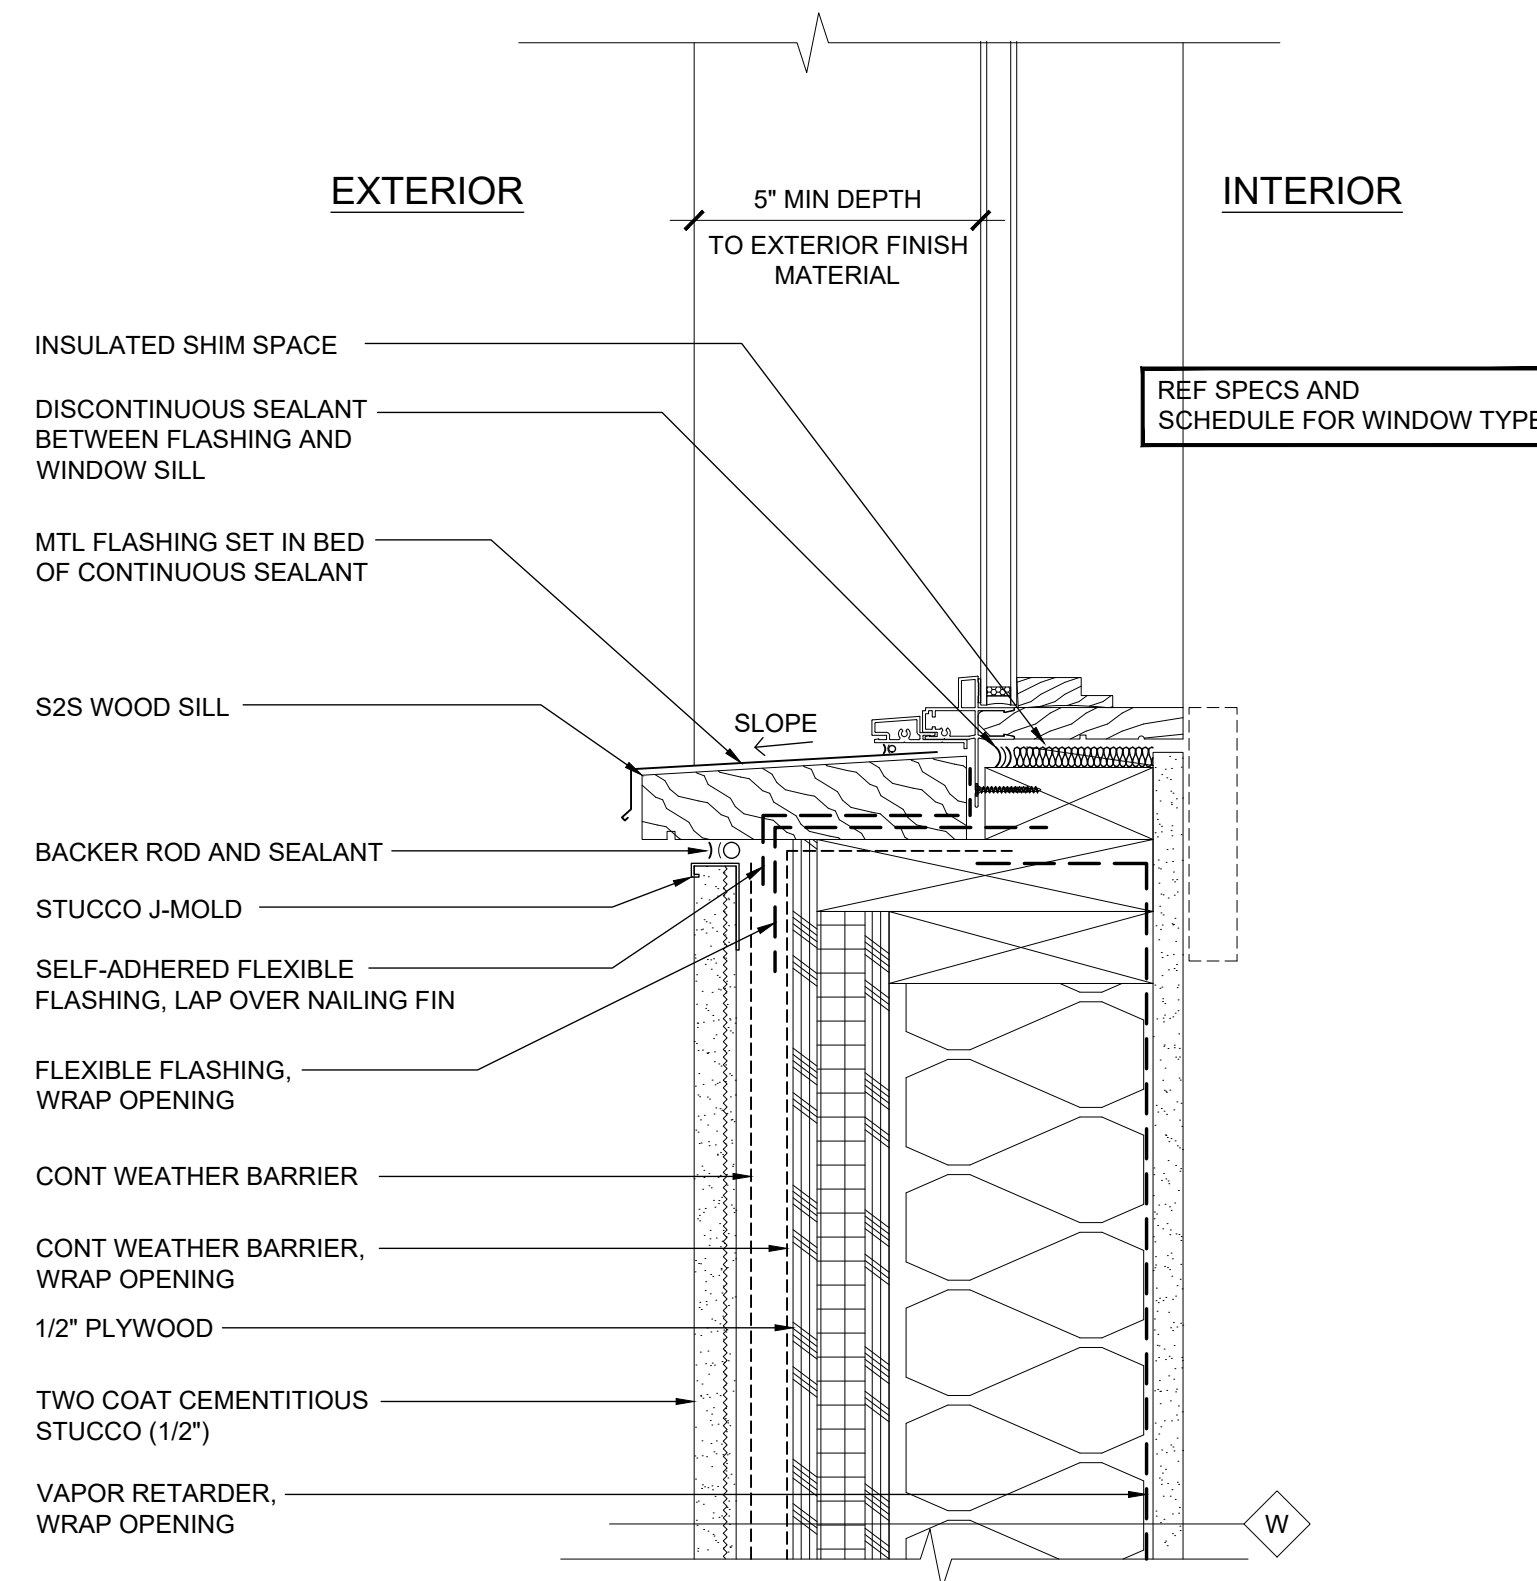 EXTERIOR
INTERIOR
5" MIN DEPTH
TO EXTERIOR FINISH
MATERIAL
INSULATED SHIM SPACE
REF SPECS AND
SCHEDULE FOR WINDOW TYPE
DISCONTINUOUS SEALANT
BETWEEN FLASHING AND
WINDOW SILL
MTL FLASHING SET IN BED
OF CONTINUOUS SEALANT
S2S WOOD SILL
SLOPE
BACKER ROD AND SEALANT
STUCCO J-MOLD
SELF-ADHERED FLEXIBLE
FLASHING, LAP OVER NAILING FIN
FLEXIBLE FLASHING,
WRAP OPENING
CONT WEATHER BARRIER
CONT WEATHER BARRIER,
WRAP OPENING
1/2" PLYWOOD
TWO COAT CEMENTITIOUS
STUCCO (1/2")
VAPOR RETARDER,
WRAP OPENING
W